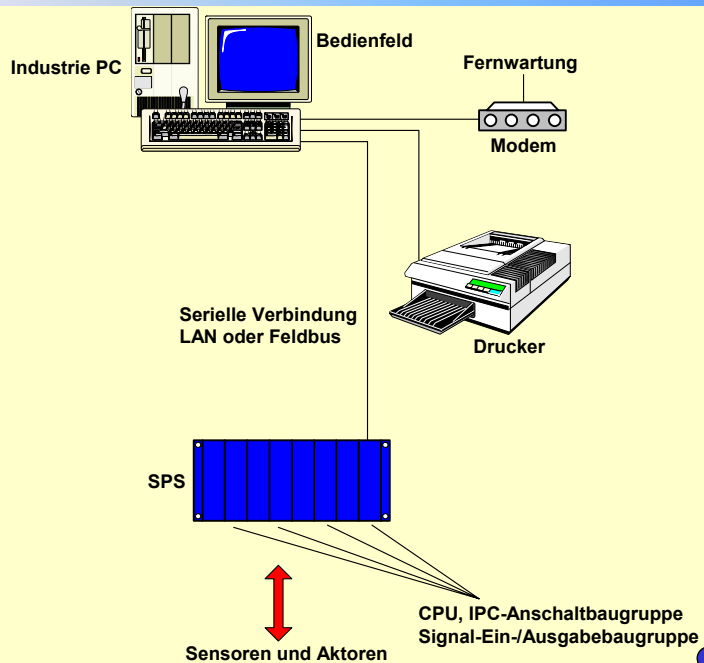 Bedienfeld
Industrie PC
Fernwartung
Modem
Serielle Verbindung
LAN oder Feldbus
Drucker
SPS
CPU, IPC-Anschaltbaugruppe
Signal-Ein-/Ausgabebaugruppe
Sensoren und Aktoren